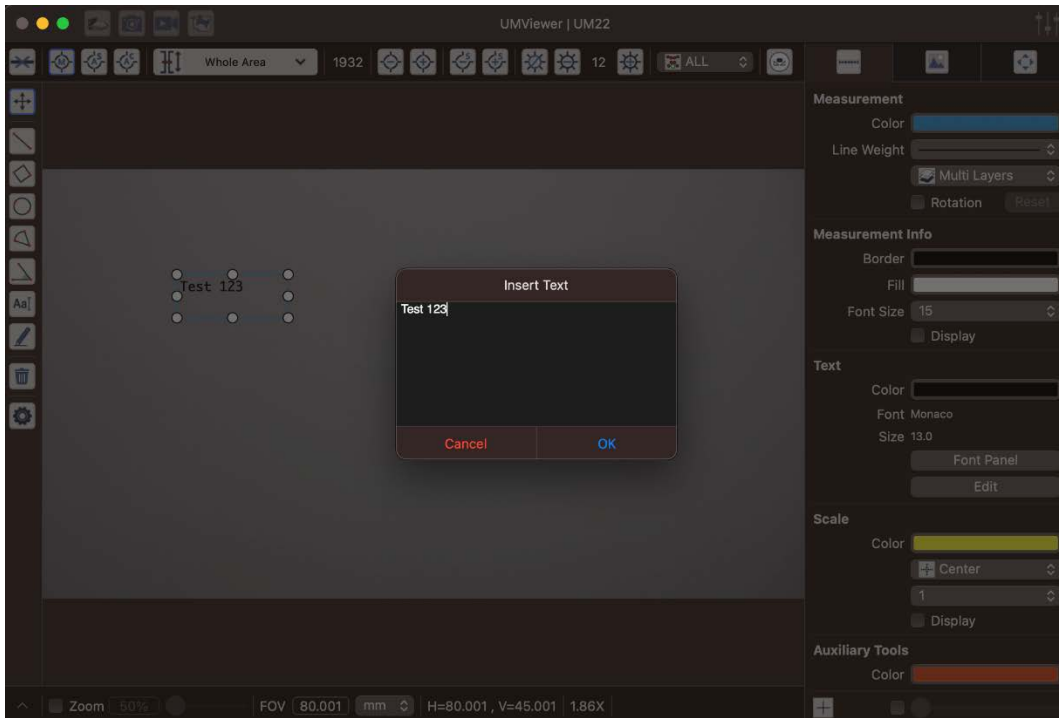 UMViewer | UM22
Whole Area
1932
12
ALL
Measurement
Color
Line Weight
Multi Layers
Rotation
Reset
Measurement Info
Border
Fill
Font Size 15
Display
Text
Color
Font Monaco
Size 13.0
Font Panel
Edit
Scale
Color
Center
1
Display
Auxiliary Tools
Color
Aa
Test 123
Insert Text
Test 123
Cancel
OK
Zoom 50%
FOV 80.001 mm H=80.001 , V=45.001 1.86X